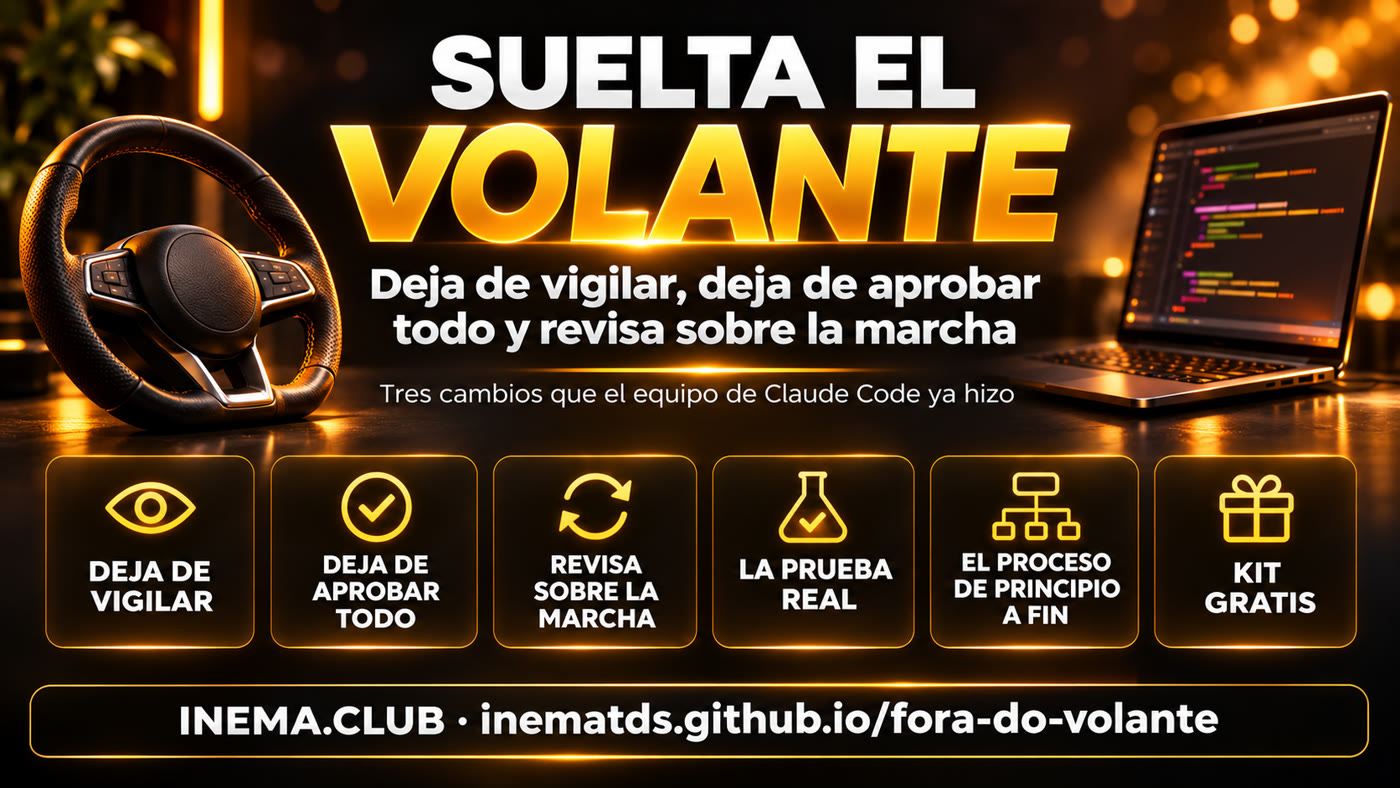 SUELTA EL
VOLANTE
Deja de vigilar, deja de aprobar
todo y revisa sobre la marcha
Tres cambios que el equipo de Claude Code ya hizo
DEJA DE
VIGILAR
DEJA DE
APROBAR
TODO
REVISA
SOBRE LA
MARCHA
LA PRUEBA
REAL
EL PROCESO
DE PRINCIPIO
A FIN
KIT
GRATIS
INEMA.CLUB · inematds.github.io/fora-do-volante